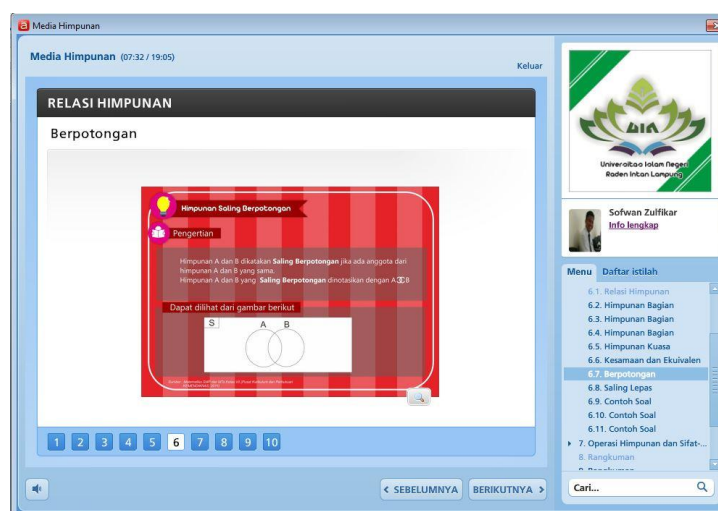 Media Himpunan
Media Himpunan (07:32 / 19:05)
Keluar
RELASI HIMPUNAN
Berpotongan
Himpunan Saling Berpotongan
Pengertian
Himpunan A dan B dikatakan Saling Berpotongan jika ada anggota dari
himpunan A dan B yang sama.
Himpunan A dan B yang Saling Berpotongan dinotasikan dengan A⊃⊂B
Dapat dilihat dari gambar berikut
S A B
1 2 3 4 5 6 7 8 9 10
SEBELUMNYA BERIKUTNYA
Universitas Islam Negeri
Raden Intan Lampung
Sofwan Zulfikar
Info lengkap
Menu Daftar istilah
6.1. Relasi Himpunan
6.2. Himpunan Bagian
6.3. Himpunan Bagian
6.4. Himpunan Bagian
6.5. Himpunan Kuasa
6.6. Kesamaan dan Ekuivalen
6.7. Berpotongan
6.8. Saling Lepas
6.9. Contoh Soal
6.10. Contoh Soal
6.11. Contoh Soal
7. Operasi Himpunan dan Sifat-...
8. Rangkuman
Cari...